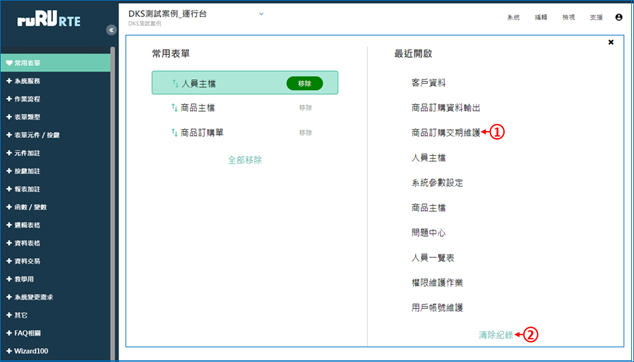 ruRU RTE
DKS測試案例_運行台
DKS測試案例
系統
編輯
檢視
支援
常用表單
系統服務
作業流程
表單類型
表單元件 / 按鍵
元件加註
按鍵加註
報表加註
函數 / 變數
邏輯表格
資料表格
資料交易
教學用
系統變更需求
其它
FAQ相關
Wizard100
常用表單
人員主檔
移除
商品主檔
移除
商品訂購單
移除
全部移除
最近開啟
客戶資料
商品訂購資料輸出
商品訂購交期維護
1
人員主檔
系統參數設定
商品主檔
問題中心
人員一覽表
權限維護作業
用戶帳號維護
清除紀錄
2